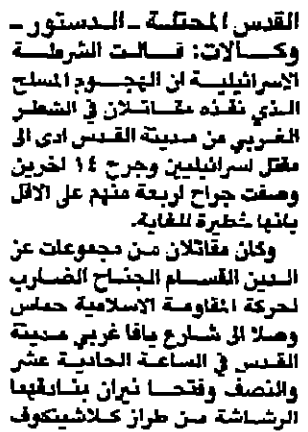 القدس المحتلة - الدستور -
وكالات: قالت الشرطة
الاسرائيلية ان الهجوم المسلح
الذي نفذه مقاتلان في الشطر
الغربي من مدينة القدس ادى الى
مقتل اسرائيليين وجرح ١٤ اخرين
وصفت جراح اربعة منهم على الاقل
بانها خطيرة للغاية.
وكان مقاتلان من مجموعات عز
الدين القسام الجناح الضارب
لحركة المقاومة الاسلامية حماس
وصلا الى شارع يافا غربي مدينة
القدس في الساعة الحادية عشر
والنصف وفتحا نيران بنادقهما
الرشاشة من طراز كلاشينكوف